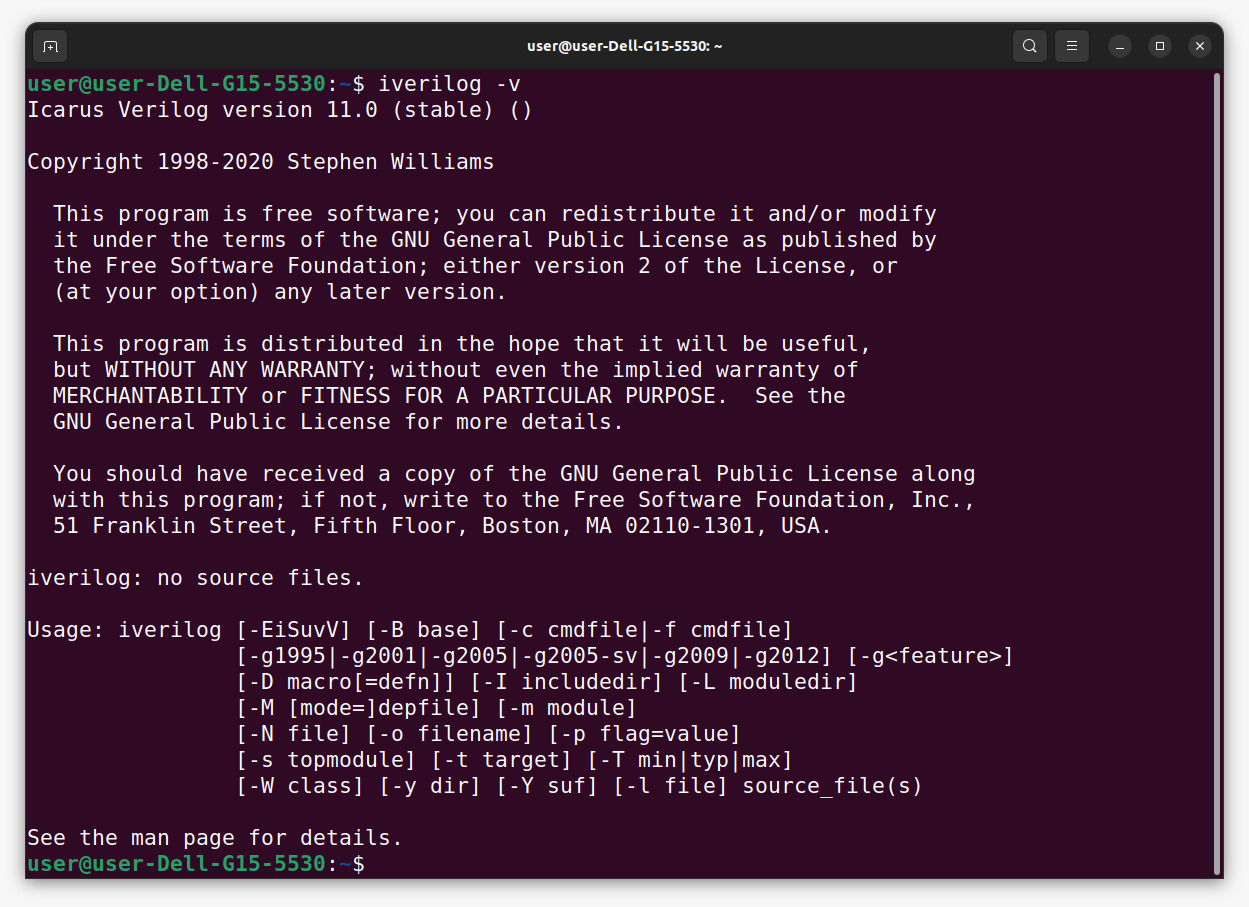 user@user-Dell-G15-5530: ~
user@user-Dell-G15-5530:~$ iverilog -v
Icarus Verilog version 11.0 (stable) ()

Copyright 1998-2020 Stephen Williams

  This program is free software; you can redistribute it and/or modify
  it under the terms of the GNU General Public License as published by
  the Free Software Foundation; either version 2 of the License, or
  (at your option) any later version.

  This program is distributed in the hope that it will be useful,
  but WITHOUT ANY WARRANTY; without even the implied warranty of
  MERCHANTABILITY or FITNESS FOR A PARTICULAR PURPOSE.  See the
  GNU General Public License for more details.

  You should have received a copy of the GNU General Public License along
  with this program; if not, write to the Free Software Foundation, Inc.,
  51 Franklin Street, Fifth Floor, Boston, MA 02110-1301, USA.

iverilog: no source files.

Usage: iverilog [-EiSuvV] [-B base] [-c cmdfile|-f cmdfile]
                [-g1995|-g2001|-g2005|-g2005-sv|-g2009|-g2012] [-g<feature>]
                [-D macro[=defn]] [-I includedir] [-L moduledir]
                [-M [mode=]depfile] [-m module]
                [-N file] [-o filename] [-p flag=value]
                [-s topmodule] [-t target] [-T min|typ|max]
                [-W class] [-y dir] [-Y suf] [-l file] source_file(s)

See the man page for details.
user@user-Dell-G15-5530:~$